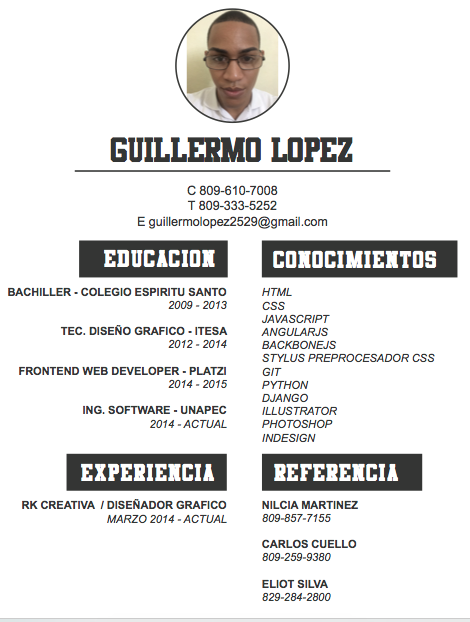 GUILLERMO LOPEZ
C 809-610-7008
T 809-333-5252
E guillermolopez2529@gmail.com
EDUCACION
BACHILLER - COLEGIO ESPIRITU SANTO
2009 - 2013
TEC. DISEÑO GRAFICO - ITESA
2012 - 2014
FRONTEND WEB DEVELOPER - PLATZI
2014 - 2015
ING. SOFTWARE - UNAPEC
2014 - ACTUAL
CONOCIMIENTOS
HTML
CSS
JAVASCRIPT
ANGULARJS
BACKBONEJS
STYLUS PREPROCESADOR CSS
GIT
PYTHON
DJANGO
ILLUSTRATOR
PHOTOSHOP
INDESIGN
EXPERIENCIA
RK CREATIVA / DISEÑADOR GRAFICO
MARZO 2014 - ACTUAL
REFERENCIA
NILCIA MARTINEZ
809-857-7155
CARLOS CUELLO
809-259-9380
ELIOT SILVA
829-284-2800